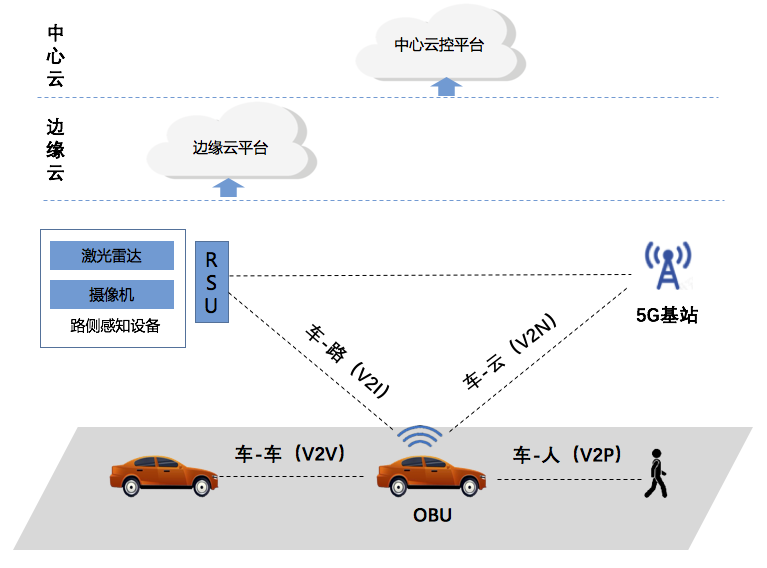 中心云
中心云控平台
边缘云
边缘云平台
激光雷达
摄像机
路侧感知设备
RSU
5G基站
车-路（V2I）
车-云（V2N）
车-车（V2V）
车-人（V2P）
OBU